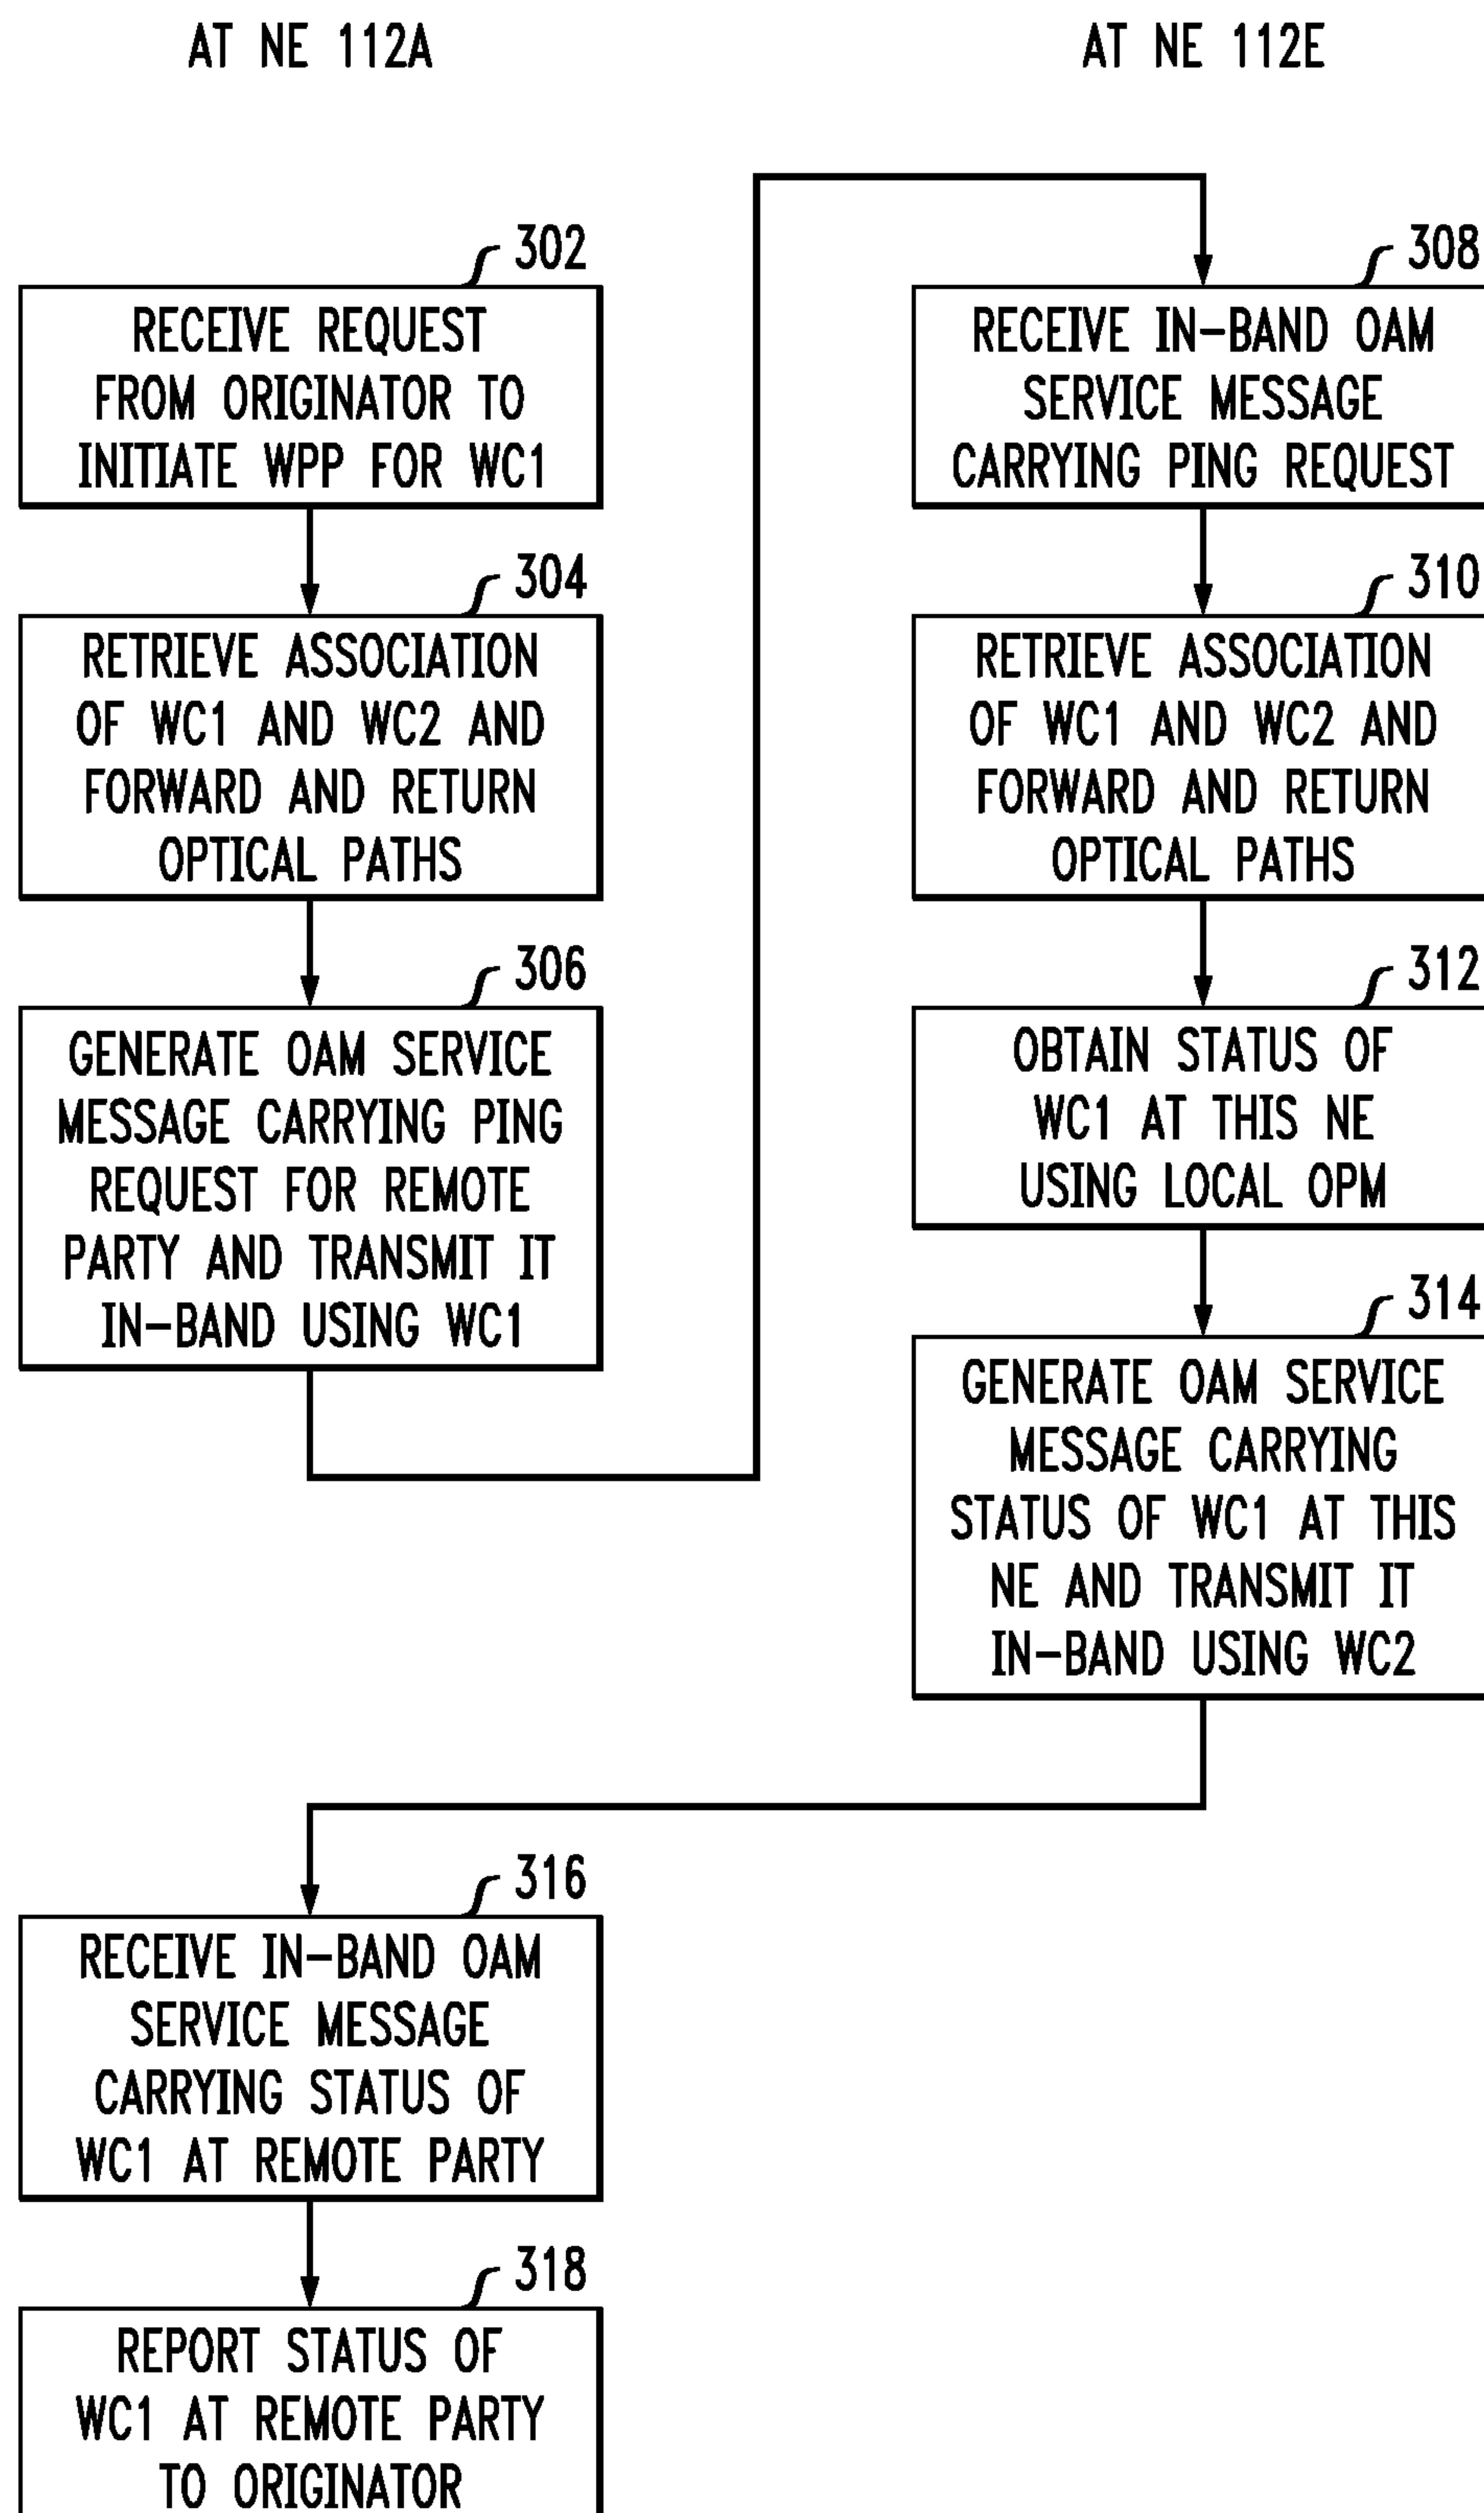 AT NE 112A
302
RECEIVE REQUEST
FROM ORIGINATOR TO
INITIATE WPP FOR WC1
304
RETRIEVE ASSOCIATION
OF WC1 AND WC2 AND
FORWARD AND RETURN
OPTICAL PATHS
306
GENERATE OAM SERVICE
MESSAGE CARRYING PING
REQUEST FOR REMOTE
PARTY AND TRANSMIT IT
IN-BAND USING WC1
AT NE 112E
308
RECEIVE IN-BAND OAM
SERVICE MESSAGE
CARRYING PING REQUEST
310
RETRIEVE ASSOCIATION
OF WC1 AND WC2 AND
FORWARD AND RETURN
OPTICAL PATHS
312
OBTAIN STATUS OF
WC1 AT THIS NE
USING LOCAL OPM
314
GENERATE OAM SERVICE
MESSAGE CARRYING
STATUS OF WC1 AT THIS
NE AND TRANSMIT IT
IN-BAND USING WC2
316
RECEIVE IN-BAND OAM
SERVICE MESSAGE
CARRYING STATUS OF
WC1 AT REMOTE PARTY
318
REPORT STATUS OF
WC1 AT REMOTE PARTY
TO ORIGINATOR